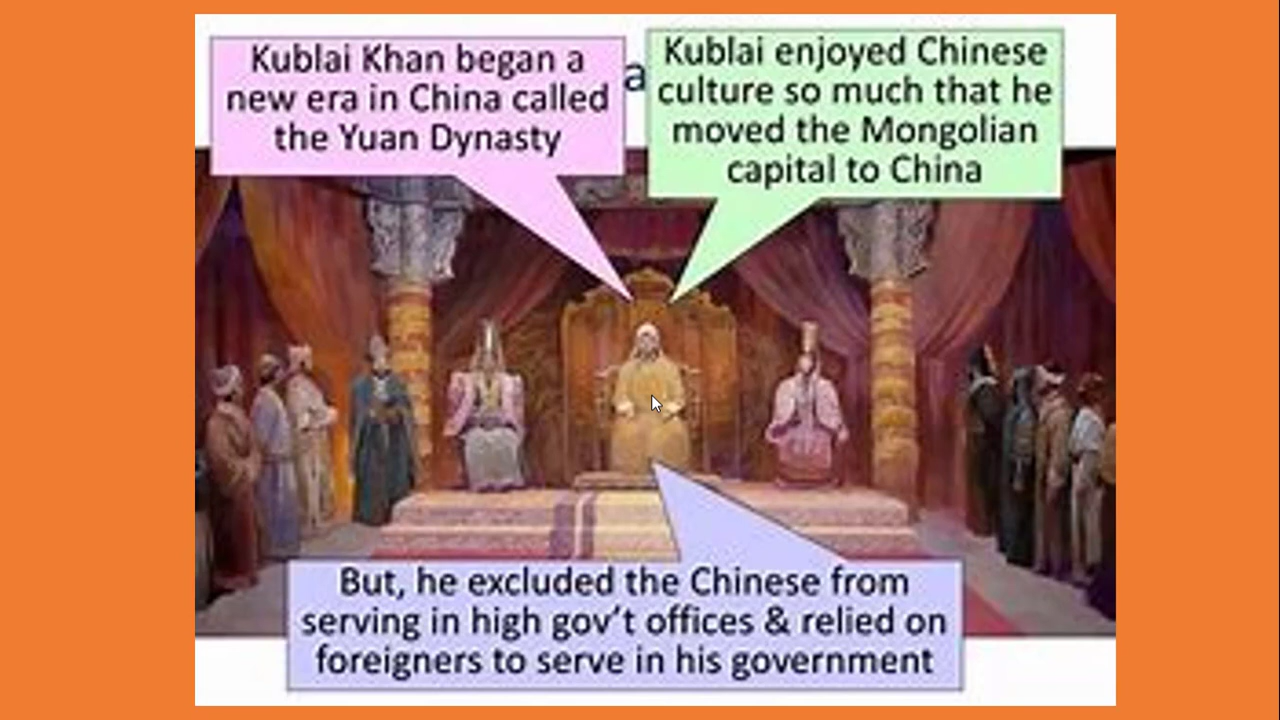 Kublai Khan began a
new era in China called
the Yuan Dynasty
a
Kublai enjoyed Chinese
culture so much that he
moved the Mongolian
capital to China
But, he excluded the Chinese from
serving in high gov't offices & relied on
foreigners to serve in his government